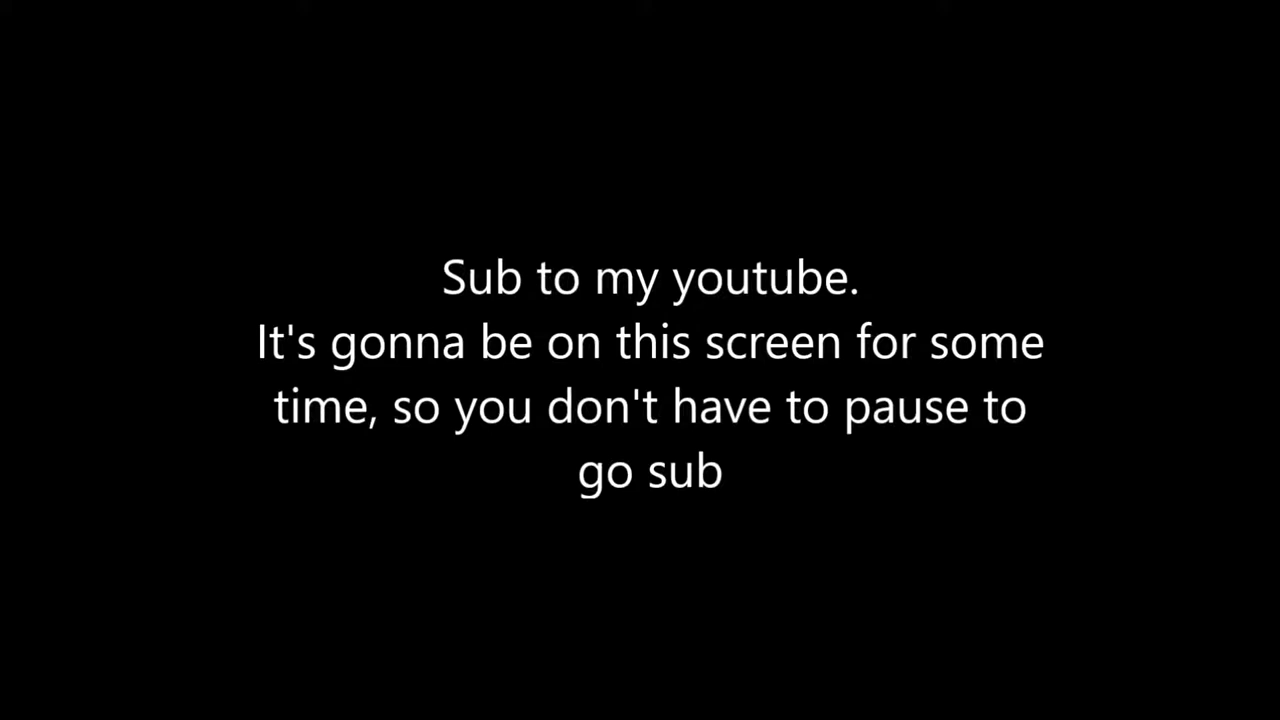 Sub to my youtube.
It's gonna be on this screen for some
time, so you don't have to pause to
go sub